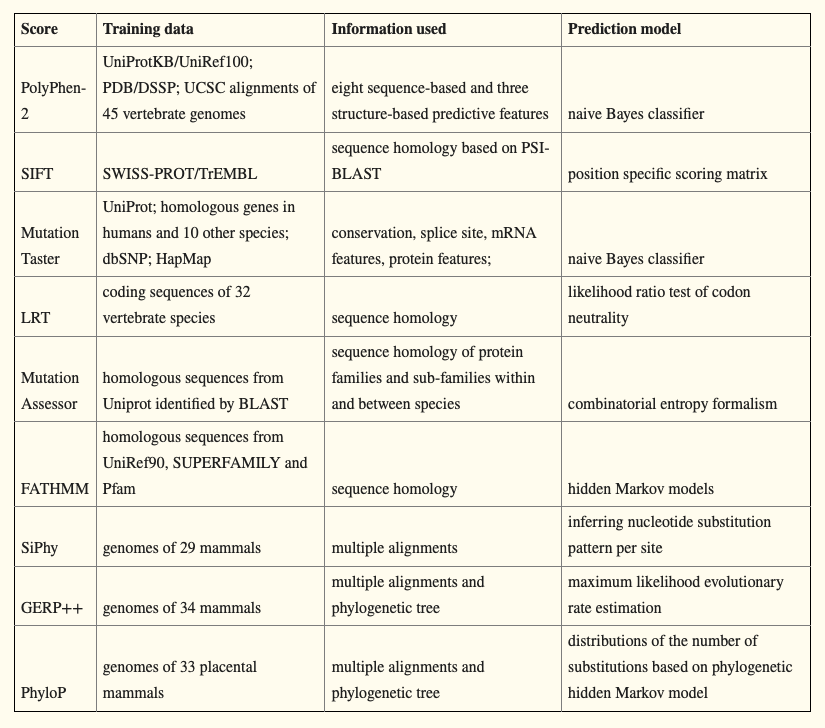 Score Training data Information used Prediction model
UniProtKB/UniRef100;
PolyPhen- PDB/DSSP; UCSC alignments of eight sequence-based and three
2 45 vertebrate genomes structure-based predictive features naive Bayes classifier
sequence homology based on PSI-
SIFT SWISS-PROT/TrEMBL BLAST position specific scoring matrix
UniProt; homologous genes in
Mutation humans and 10 other species; conservation, splice site, mRNA
Taster dbSNP; HapMap features, protein features; naive Bayes classifier
coding sequences of 32 likelihood ratio test of codon
LRT vertebrate species sequence homology neutrality
sequence homology of protein
Mutation homologous sequences from families and sub-families within
Assessor Uniprot identified by BLAST and between species combinatorial entropy formalism
homologous sequences from
UniRef90, SUPERFAMILY and
FATHMM Pfam sequence homology hidden Markov models
inferring nucleotide substitution
SiPhy genomes of 29 mammals multiple alignments pattern per site
multiple alignments and maximum likelihood evolutionary
GERP++ genomes of 34 mammals phylogenetic tree rate estimation
distributions of the number of
genomes of 33 placental multiple alignments and substitutions based on phylogenetic
PhyloP mammals phylogenetic tree hidden Markov model